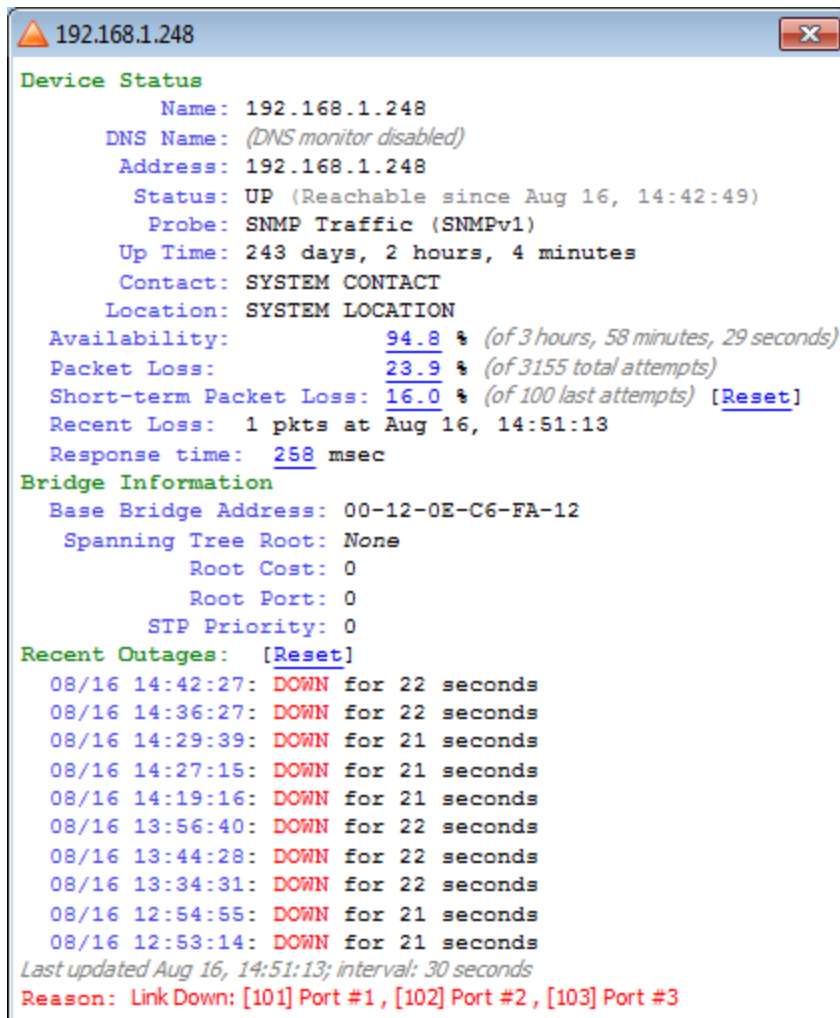 192.168.1.248
Device Status
Name: 192.168.1.248
DNS Name: (DNS monitor disabled)
Address: 192.168.1.248
Status: UP (Reachable since Aug 16, 14:42:49)
Probe: SNMP Traffic (SNMPv1)
Up Time: 243 days, 2 hours, 4 minutes
Contact: SYSTEM CONTACT
Location: SYSTEM LOCATION
Availability: 94.8 % (of 3 hours, 58 minutes, 29 seconds)
Packet Loss: 23.9 % (of 3155 total attempts)
Short-term Packet Loss: 16.0 % (of 100 last attempts) [Reset]
Recent Loss: 1 pkts at Aug 16, 14:51:13
Response time: 258 msec
Bridge Information
Base Bridge Address: 00-12-0E-C6-FA-12
Spanning Tree Root: None
Root Cost: 0
Root Port: 0
STP Priority: 0
Recent Outages: [Reset]
08/16 14:42:27: DOWN for 22 seconds
08/16 14:36:27: DOWN for 22 seconds
08/16 14:29:39: DOWN for 21 seconds
08/16 14:27:15: DOWN for 21 seconds
08/16 14:19:16: DOWN for 21 seconds
08/16 13:56:40: DOWN for 22 seconds
08/16 13:44:28: DOWN for 22 seconds
08/16 13:34:31: DOWN for 22 seconds
08/16 12:54:55: DOWN for 21 seconds
08/16 12:53:14: DOWN for 21 seconds
Last updated Aug 16, 14:51:13; interval: 30 seconds
Reason: Link Down: [101] Port #1 , [102] Port #2 , [103] Port #3